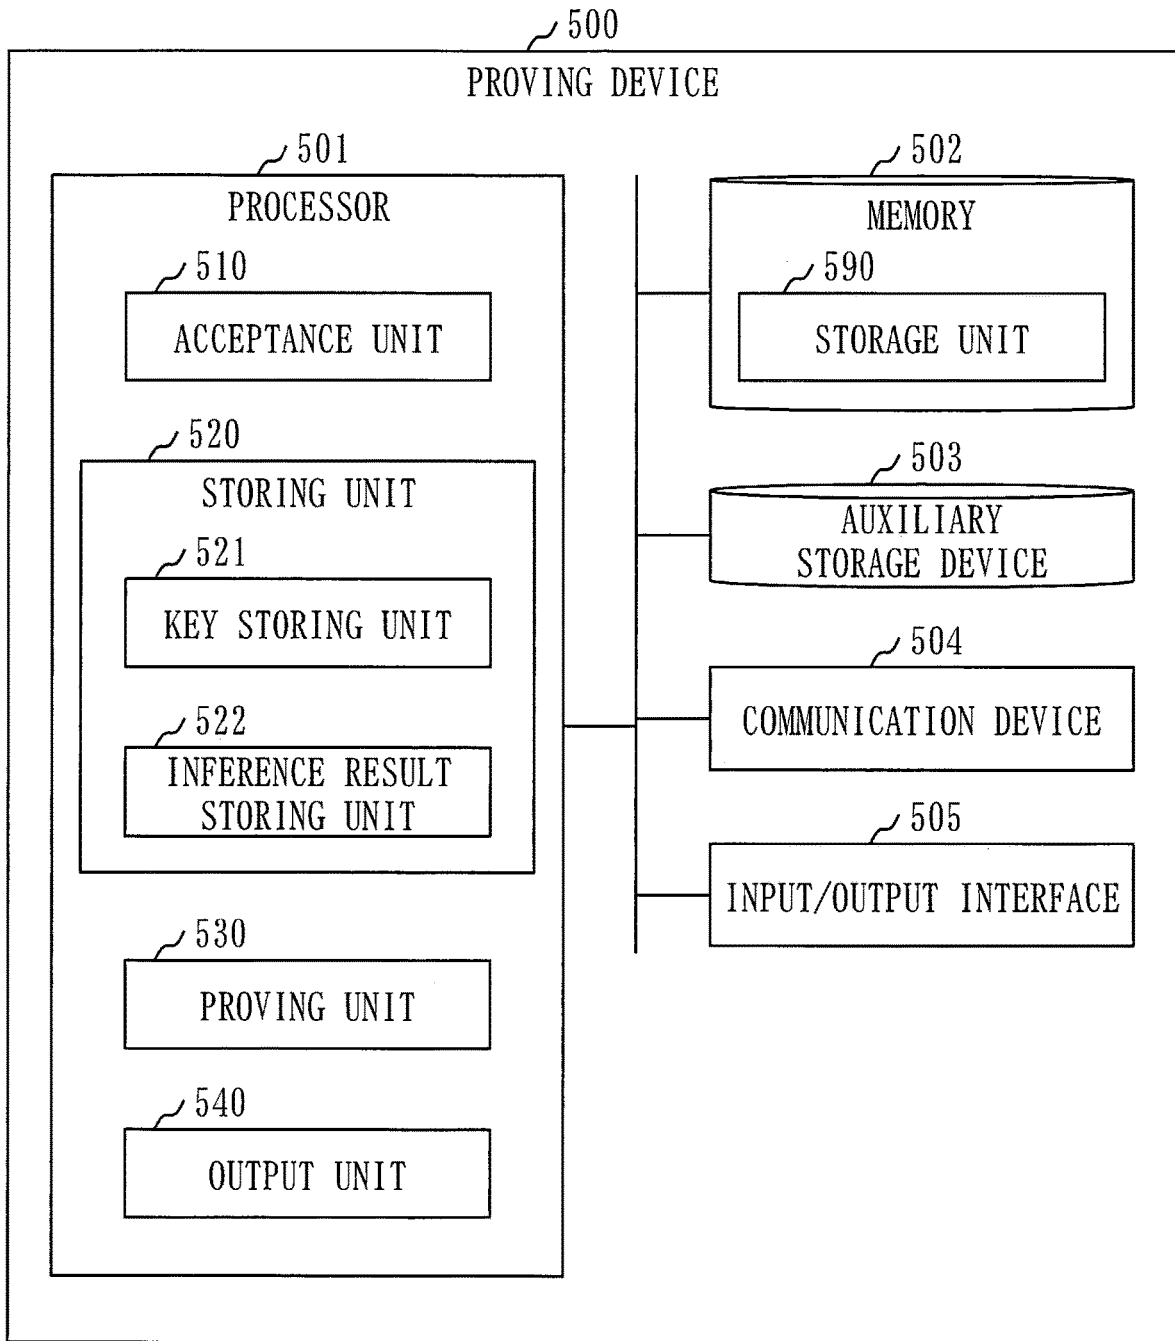 500
PROVING DEVICE
501
PROCESSOR
510
ACCEPTANCE UNIT
520
STORING UNIT
521
KEY STORING UNIT
522
INFERENCE RESULT
STORING UNIT
530
PROVING UNIT
540
OUTPUT UNIT
502
MEMORY
590
STORAGE UNIT
503
AUXILIARY
STORAGE DEVICE
504
COMMUNICATION DEVICE
505
INPUT/OUTPUT INTERFACE